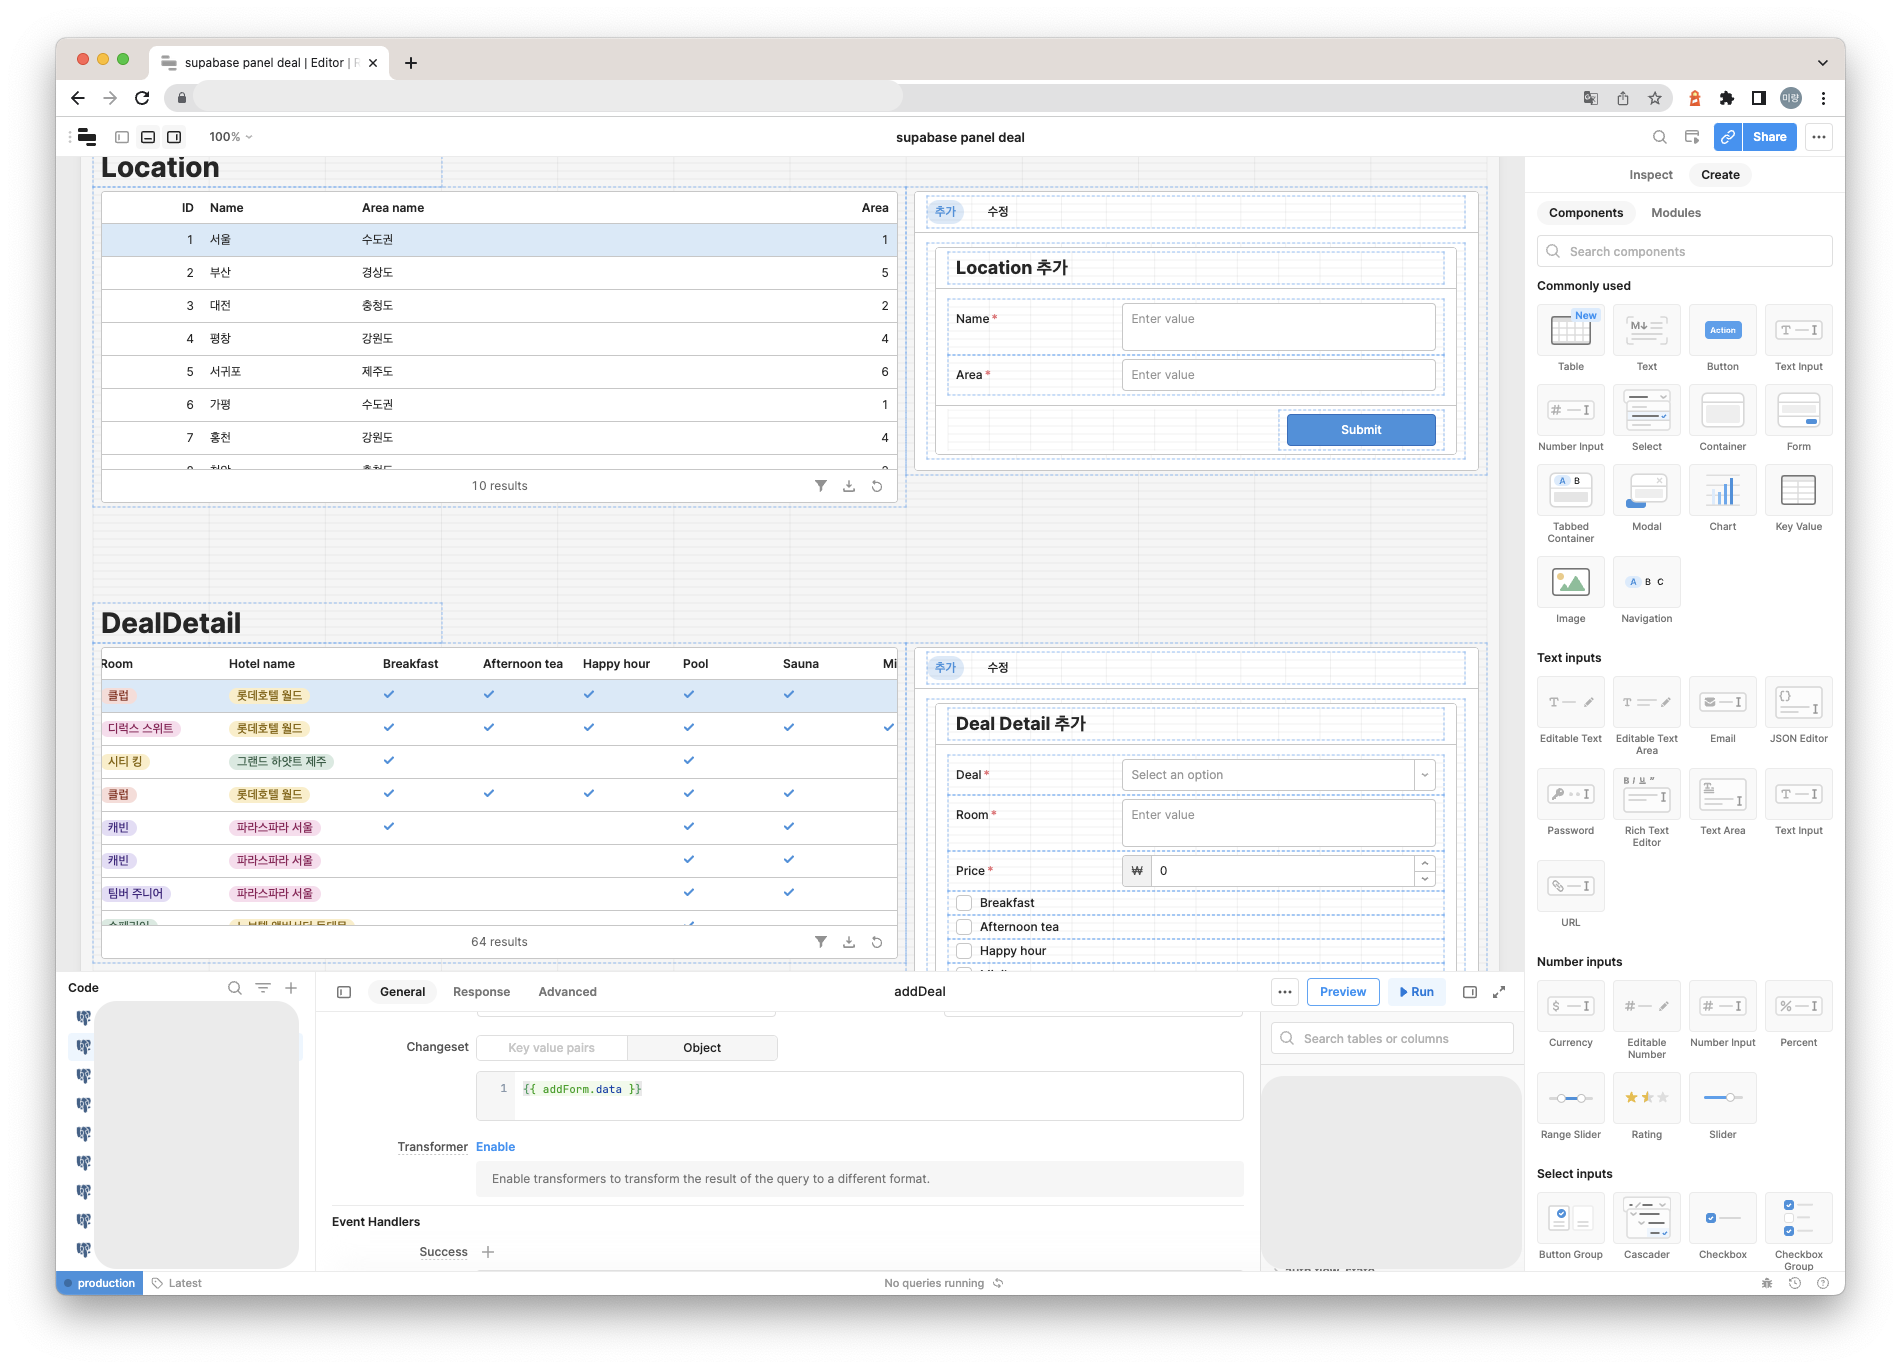 supabase panel deal | Editor | R
미량
100%
supabase panel deal
Share
Location
ID Name Area name Area
1 서울 수도권 1
2 부산 경상도 5
3 대전 충청도 2
4 평창 강원도 4
5 서귀포 제주도 6
6 가평 수도권 1
7 홍천 강원도 4
10 results
추가 수정
Location 추가
Name* Enter value
Area* Enter value
Submit
DealDetail
Room Hotel name Breakfast Afternoon tea Happy hour Pool Sauna Mi
클럽 롯데호텔 월드
디럭스 스위트 롯데호텔 월드
시티 킹 그랜드 하얏트 제주
클럽 롯데호텔 월드
캐빈 파라스파라 서울
캐빈 파라스파라 서울
팀버 주니어 파라스파라 서울
64 results
추가 수정
Deal Detail 추가
Deal* Select an option
Room* Enter value
Price* ₩ 0
Breakfast
Afternoon tea
Happy hour
Inspect Create
Components Modules
Search components
Commonly used
New
M↓
Action
T I
Table Text Button Text Input
# I
Number Input Select Container Form
A B
Tabbed Container Modal Chart Key Value
A B C
Image Navigation
Text inputs
Editable Text Editable Text Area Email JSON Editor
Password Rich Text Editor Text Area Text Input
URL
Number inputs
Currency Editable Number Number Input Percent
Range Slider Rating Slider
Select inputs
Button Group Cascader Checkbox Checkbox Group
Code
General Response Advanced
addDeal
Preview Run
Changeset Key value pairs Object
1 {{ addForm.data }}
Transformer Enable
Enable transformers to transform the result of the query to a different format.
Event Handlers
Success
Search tables or columns
production Latest
No queries running